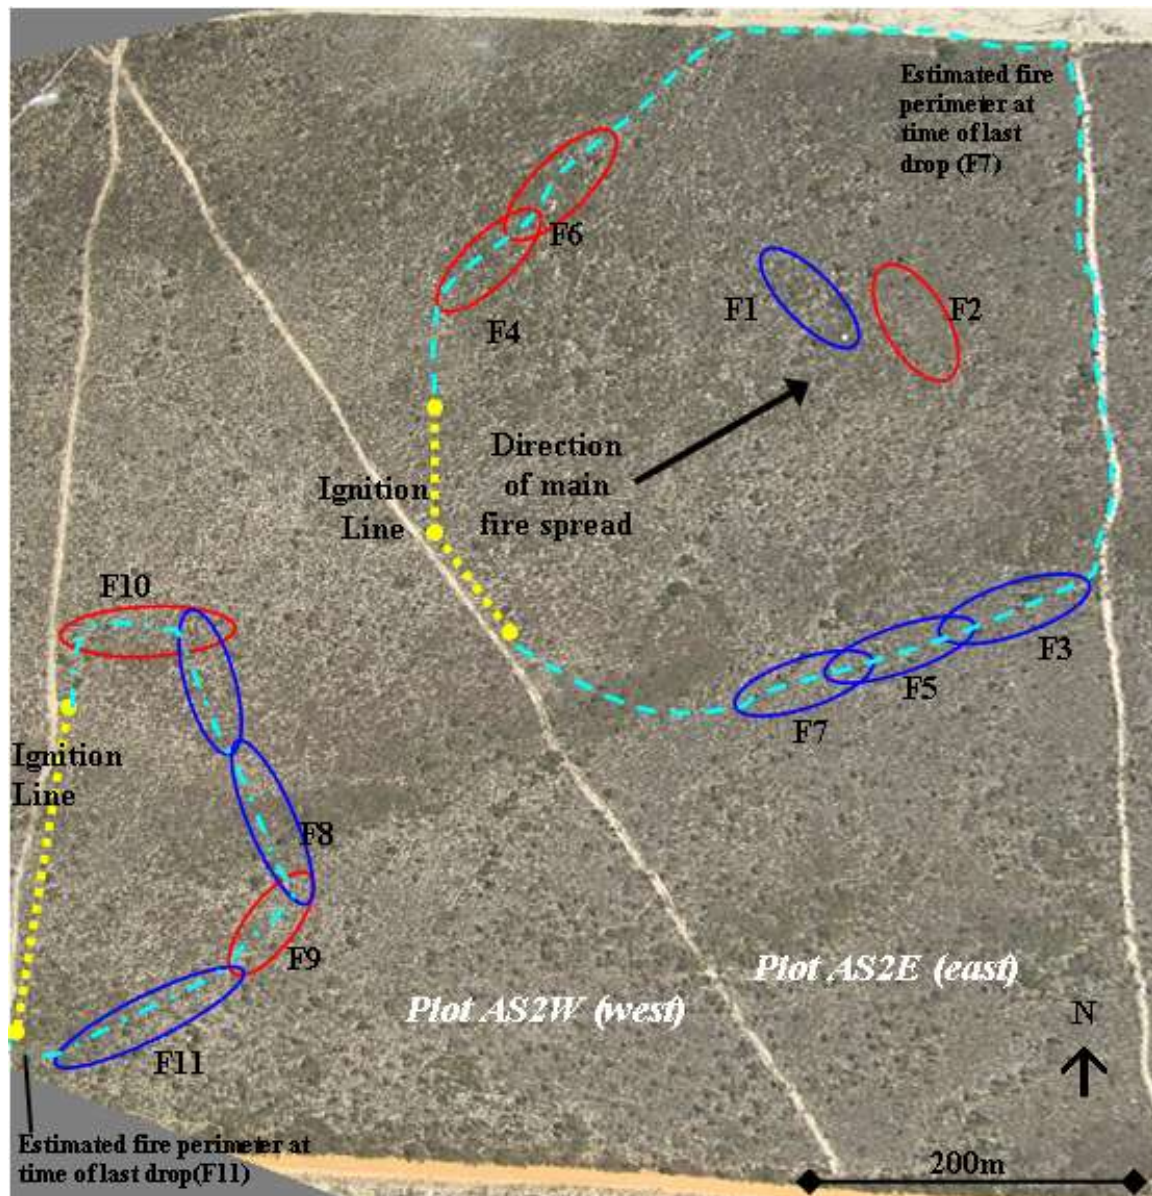 Estimated fire
perimeter at
time of last
drop (F7)
F6
F1
F2
F4
Direction
of main
fire spread
Ignition
Line
F10
F3
F5
F7
Ignition
Line
F8
F9
Plot AS2E (east)
Plot AS2W (west)
N
F11
Estimated fire perimeter at
time of last drop(F11)
200m